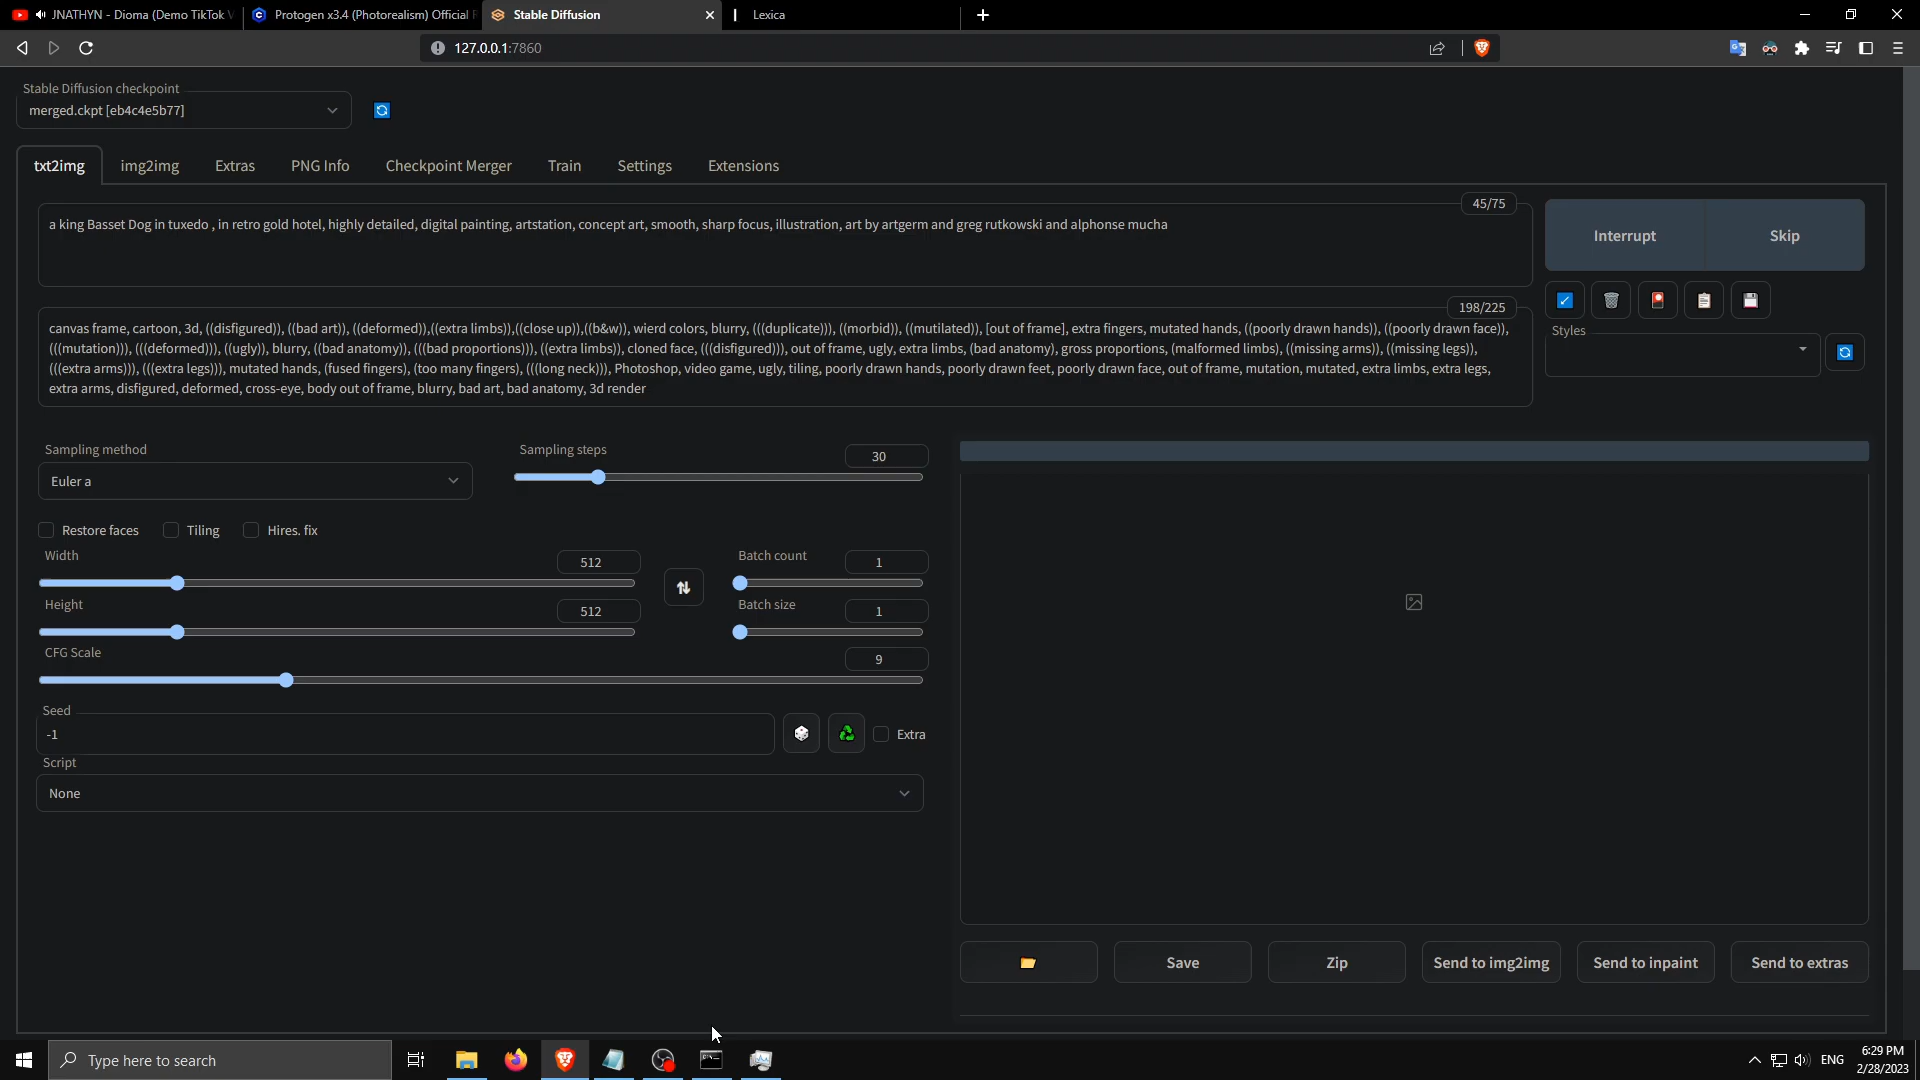 JNATHYN - Dioma (Demo TikTok V
Protogen x3.4 (Photorealism) Official
Stable Diffusion
Lexica
127.0.0.1:7860
Stable Diffusion checkpoint
merged.ckpt [eb4c4e5b77]
txt2img
img2img
Extras
PNG Info
Checkpoint Merger
Train
Settings
Extensions
45/75
a king Basset Dog in tuxedo , in retro gold hotel, highly detailed, digital painting, artstation, concept art, smooth, sharp focus, illustration, art by artgerm and greg rutkowski and alphonse mucha
Interrupt
Skip
198/225
canvas frame, cartoon, 3d, ((disfigured)), ((bad art)), ((deformed)),((extra limbs)),((close up)),((b&w)), wierd colors, blurry, (((duplicate))), ((morbid)), ((mutilated)), [out of frame], extra fingers, mutated hands, ((poorly drawn hands)), ((poorly drawn face)),
(((mutation))), (((deformed))), ((ugly)), blurry, ((bad anatomy)), (((bad proportions))), ((extra limbs)), cloned face, (((disfigured))), out of frame, ugly, extra limbs, (bad anatomy), gross proportions, (malformed limbs), ((missing arms)), ((missing legs)),
(((extra arms))), (((extra legs))), mutated hands, (fused fingers), (too many fingers), (((long neck))), Photoshop, video game, ugly, tiling, poorly drawn hands, poorly drawn feet, poorly drawn face, out of frame, mutation, mutated, extra limbs, extra legs,
extra arms, disfigured, deformed, cross-eye, body out of frame, blurry, bad art, bad anatomy, 3d render
Styles
Sampling method
Euler a
Sampling steps
30
Restore faces
Tiling
Hires. fix
Width
512
Batch count
1
Height
512
Batch size
1
CFG Scale
9
Seed
-1
Extra
Script
None
Save
Zip
Send to img2img
Send to inpaint
Send to extras
Type here to search
ENG
6:29 PM
2/28/2023